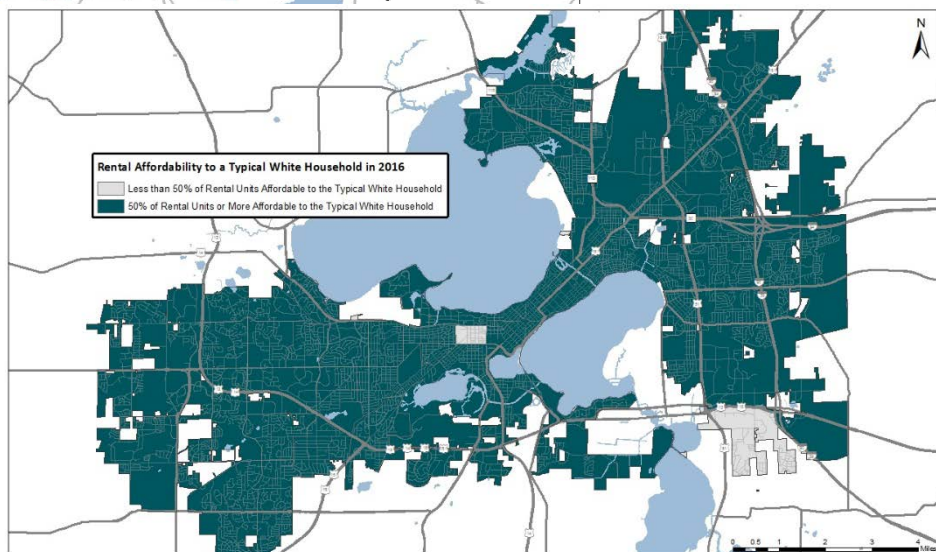 N
Rental Affordability to a Typical White Household in 2016
Less than 50% of Rental Units Affordable to the Typical White Household
50% of Rental Units or More Affordable to the Typical White Household
0 0.5 1 2 3 4
Miles